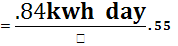 = .84kwh day
□ .55